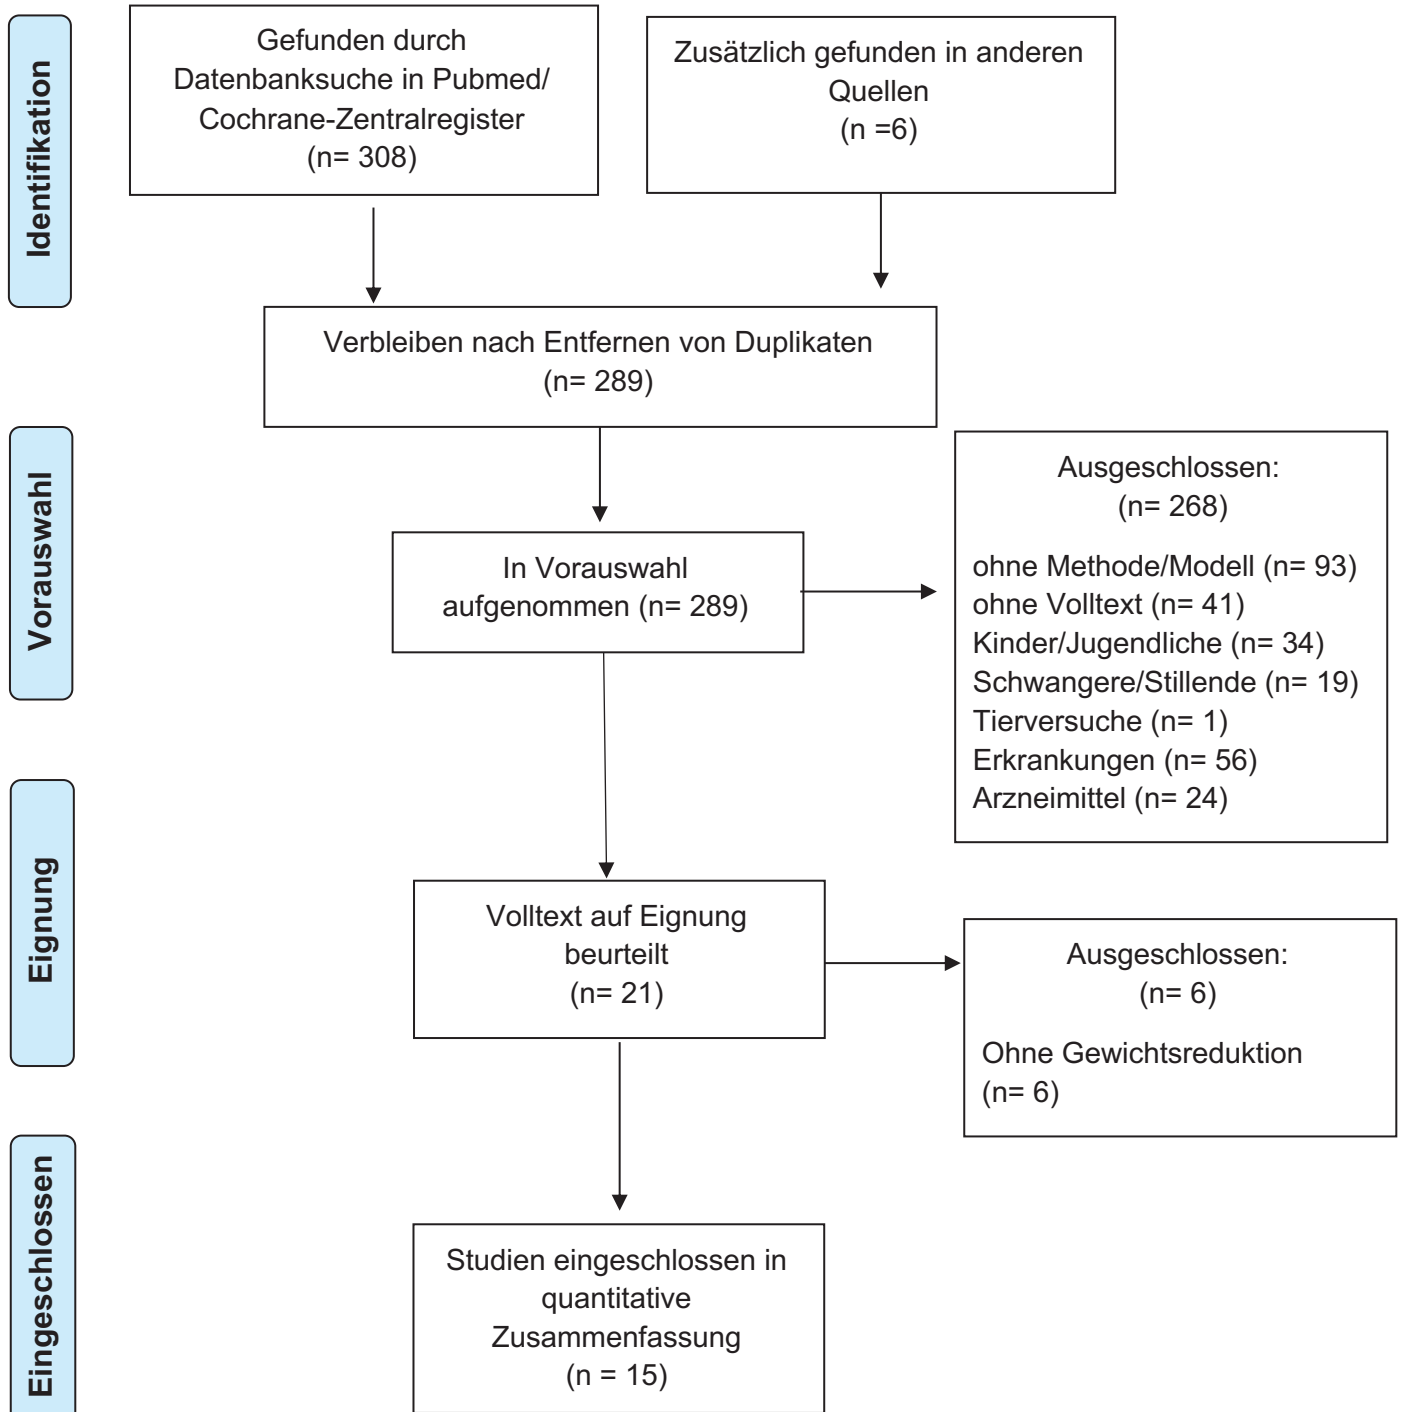 Identifikation
Gefunden durch
Datenbanksuche in Pubmed/
Cochrane-Zentralregister
(n= 308)
Zusätzlich gefunden in anderen
Quellen
(n =6)
Verbleiben nach Entfernen von Duplikaten
(n= 289)
Vorauswahl
In Vorauswahl
aufgenommen (n= 289)
Ausgeschlossen:
(n= 268)
ohne Methode/Modell (n= 93)
ohne Volltext (n= 41)
Kinder/Jugendliche (n= 34)
Schwangere/Stillende (n= 19)
Tierversuche (n= 1)
Erkrankungen (n= 56)
Arzneimittel (n= 24)
Eignung
Volltext auf Eignung
beurteilt
(n= 21)
Ausgeschlossen:
(n= 6)
Ohne Gewichtsreduktion
(n= 6)
Eingeschlossen
Studien eingeschlossen in
quantitative
Zusammenfassung
(n = 15)